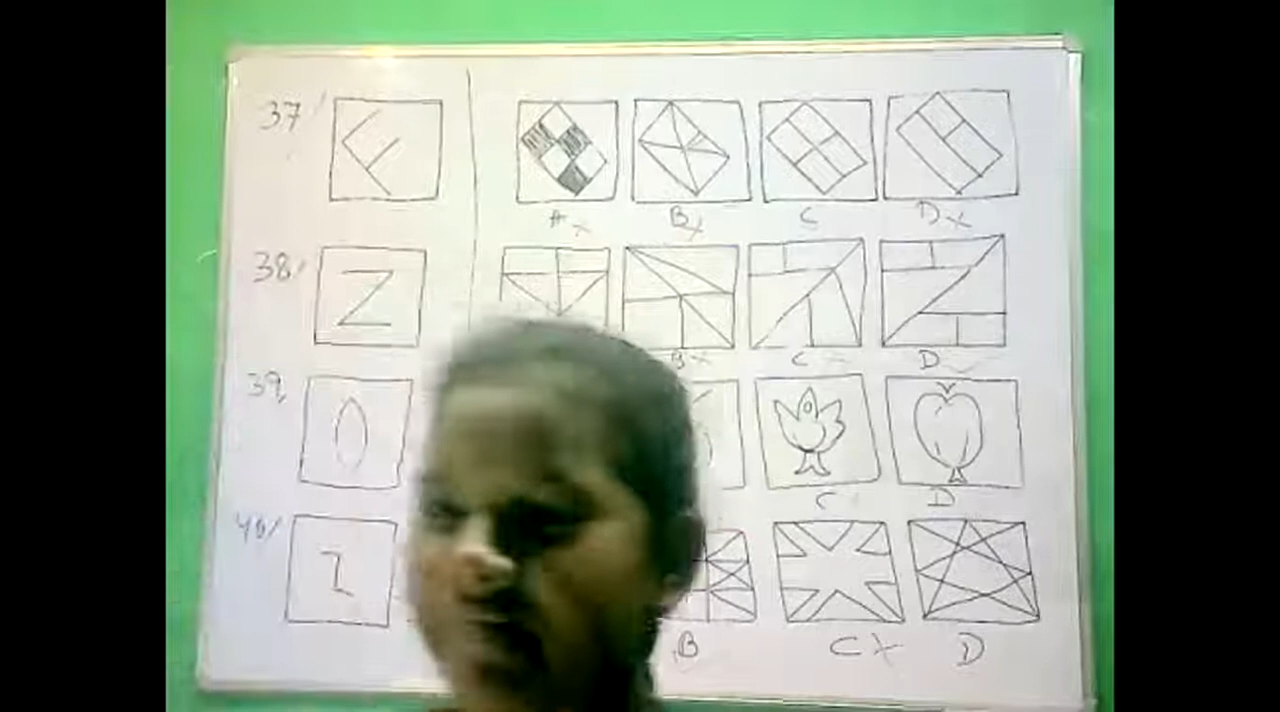 37
A x B x C D x
38
B x C x D ✓
39
C D
40
B C x D